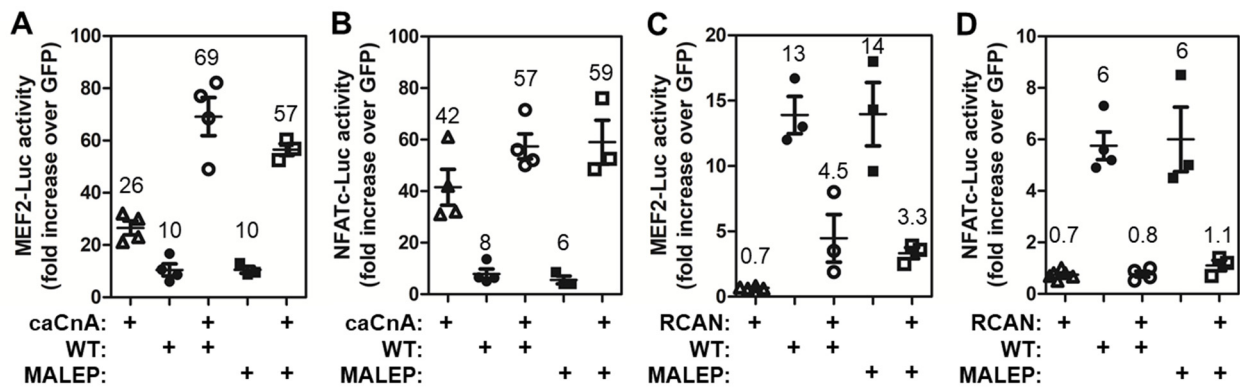 A
MEF2-Luc activity
(fold increase over GFP)
100
80
60
40
20
0
26
10
69
10
57
caCnA: + + +
WT: + +
MALEP: + +
B
NFATc-Luc activity
(fold increase over GFP)
100
80
60
40
20
0
42
8
57
6
59
caCnA: + + +
WT: + +
MALEP: + +
C
MEF2-Luc activity
(fold increase over GFP)
20
15
10
5
0
0.7
13
4.5
14
3.3
RCAN: + + +
WT: + +
MALEP: + +
D
NFATc-Luc activity
(fold increase over GFP)
10
8
6
4
2
0
0.7
6
0.8
6
1.1
RCAN: + + +
WT: + +
MALEP: + +